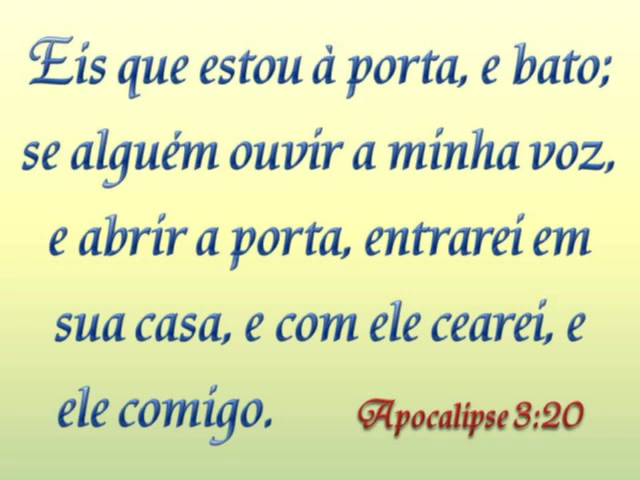 Eis que estou à porta, e bato;
se alguém ouvir a minha voz,
e abrir a porta, entrarei em
sua casa, e com ele cearei, e
ele comigo. Apocalipse 3:20